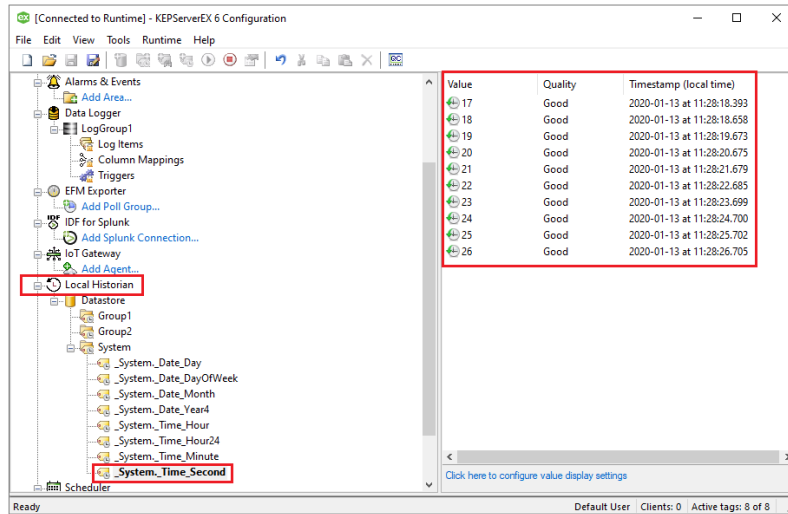 [Connected to Runtime] - KEPServerEX 6 Configuration
File Edit View Tools Runtime Help
Alarms & Events
Add Area...
Data Logger
LogGroup1
Log Items
Column Mappings
Triggers
EFM Exporter
Add Poll Group...
IDF for Splunk
Add Splunk Connection...
IoT Gateway
Add Agent...
Local Historian
Datastore
Group1
Group2
System
_System._Date_Day
_System._Date_DayOfWeek
_System._Date_Month
_System._Date_Year4
_System._Time_Hour
_System._Time_Hour24
_System._Time_Minute
_System._Time_Second
Scheduler
Value Quality Timestamp (local time)
17 Good 2020-01-13 at 11:28:18.393
18 Good 2020-01-13 at 11:28:18.658
19 Good 2020-01-13 at 11:28:19.673
20 Good 2020-01-13 at 11:28:20.675
21 Good 2020-01-13 at 11:28:21.679
22 Good 2020-01-13 at 11:28:22.685
23 Good 2020-01-13 at 11:28:23.699
24 Good 2020-01-13 at 11:28:24.700
25 Good 2020-01-13 at 11:28:25.702
26 Good 2020-01-13 at 11:28:26.705
Click here to configure value display settings
Ready Default User Clients: 0 Active tags: 8 of 8